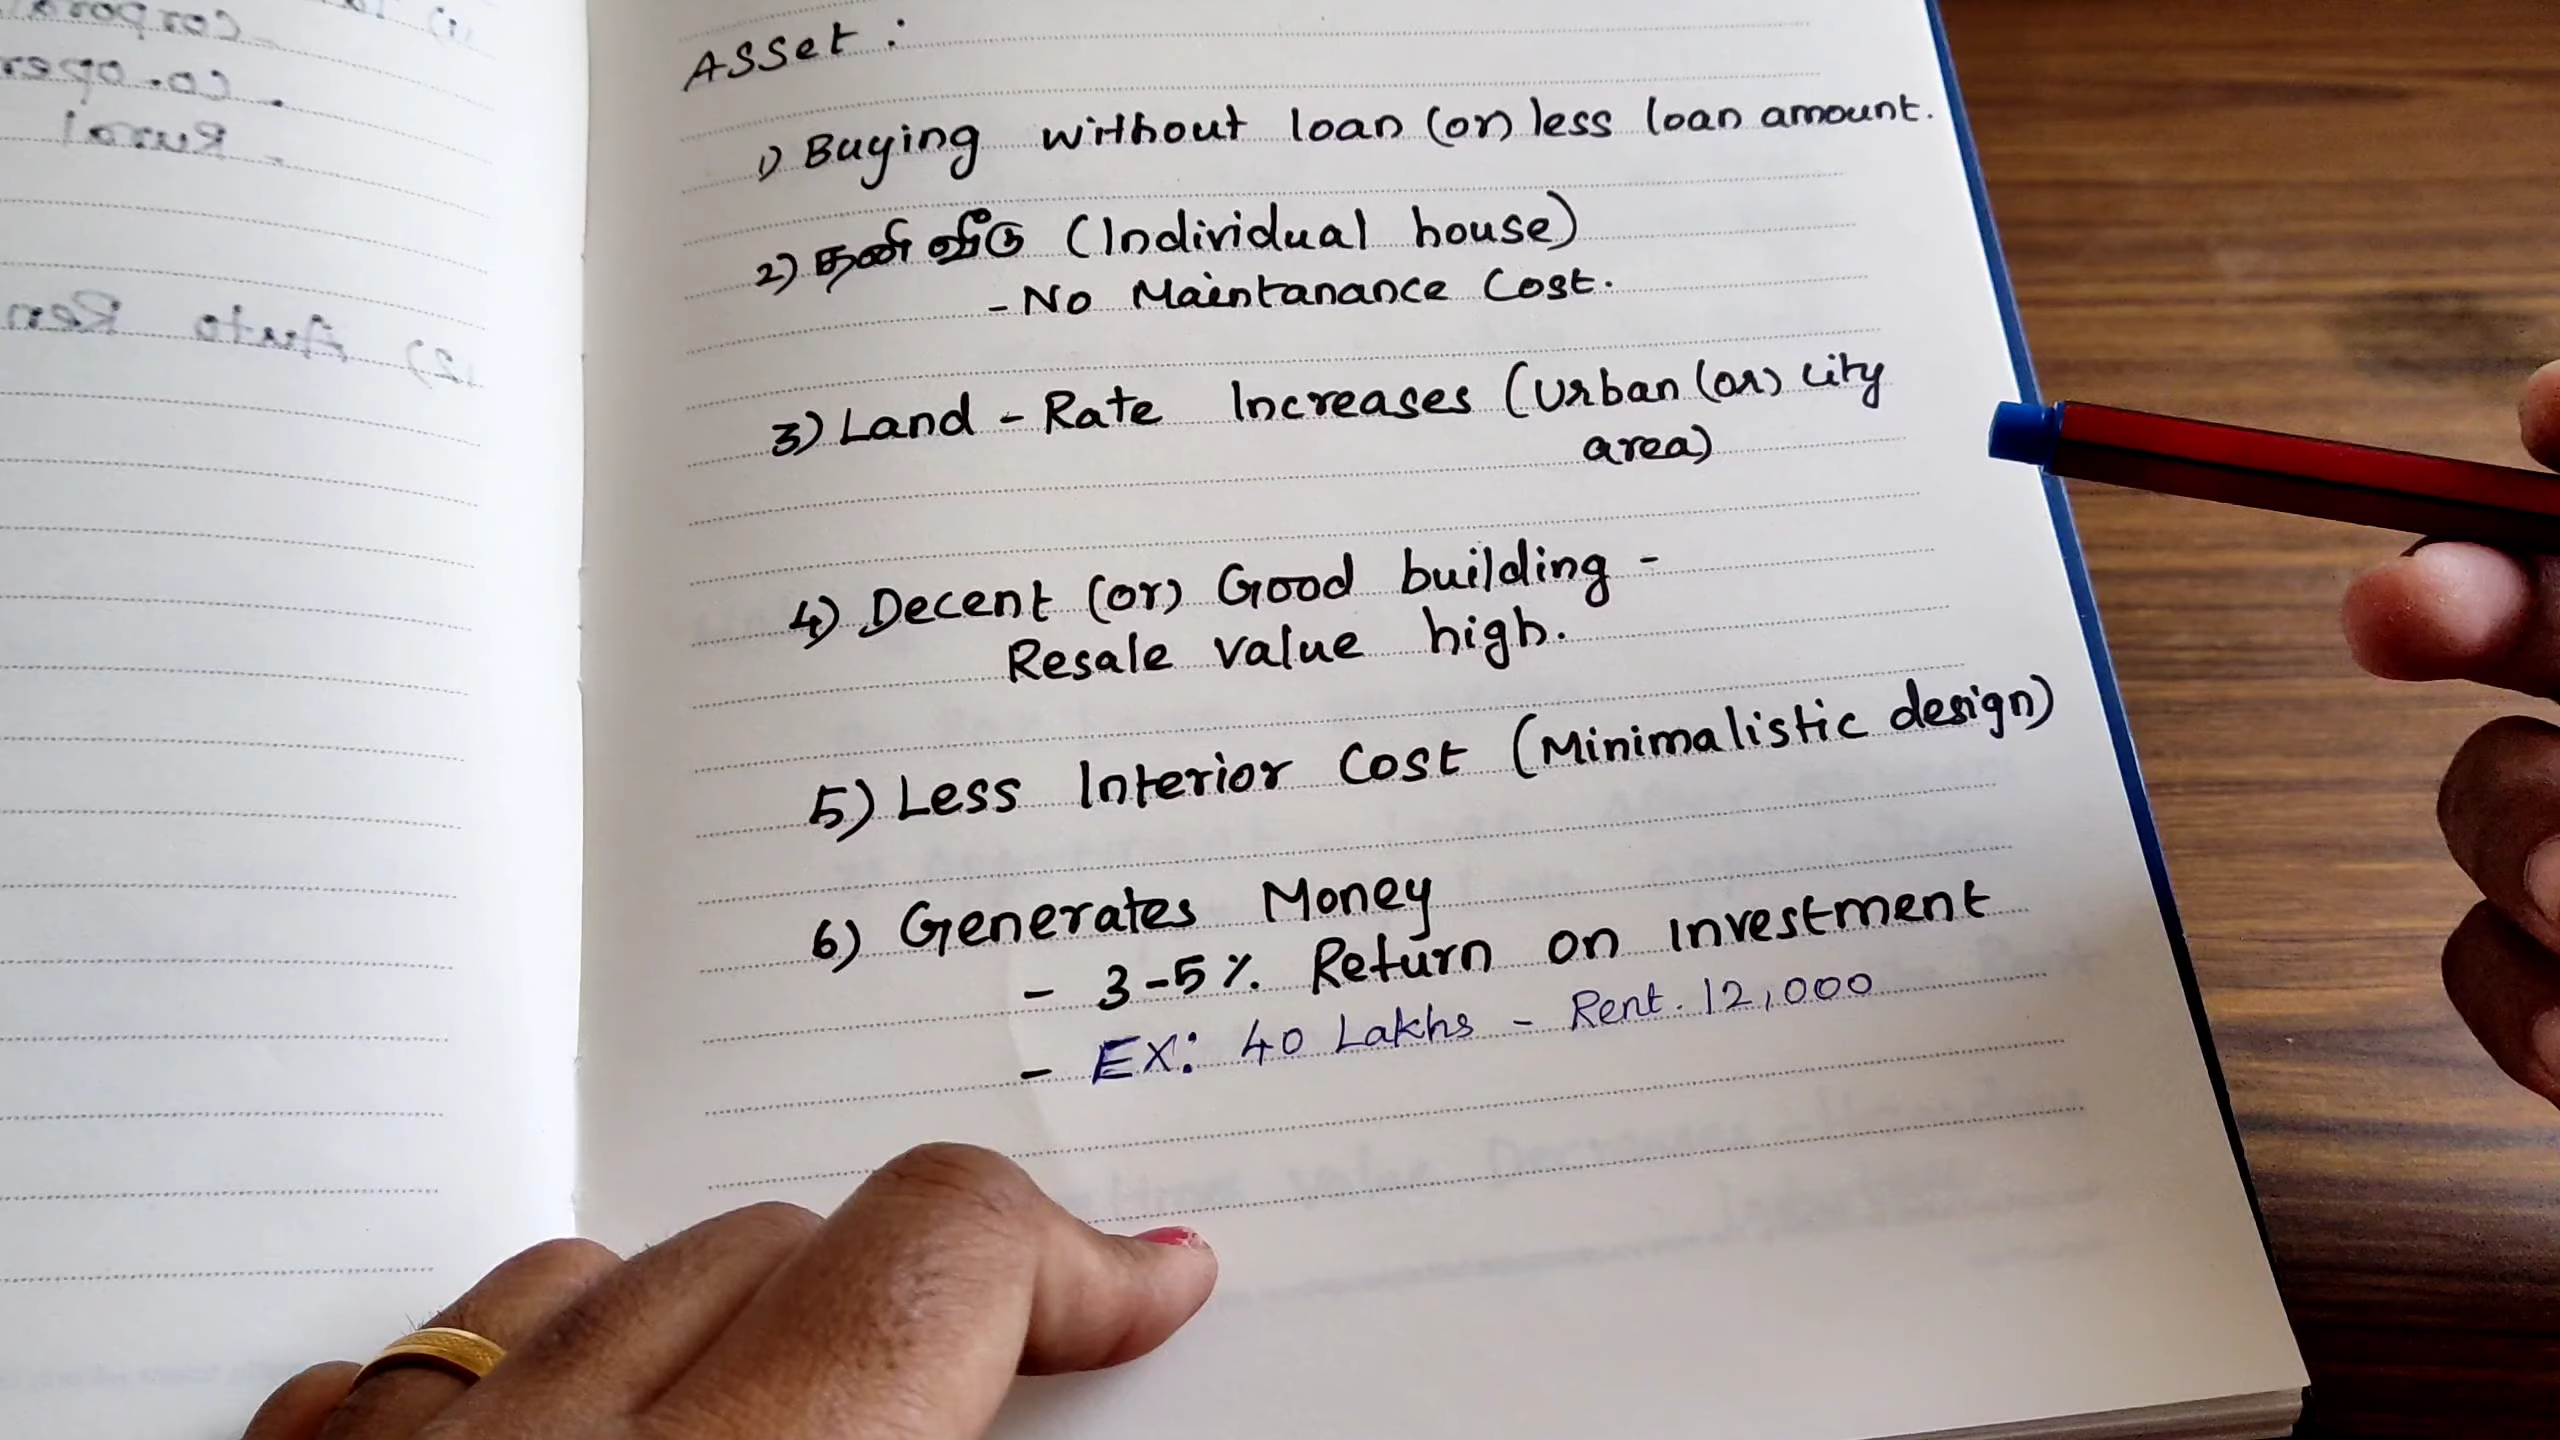 Asset :
1) Buying without loan (or) less loan amount.
2) தனி வீடு (Individual house)
- No Maintanance Cost.
3) Land - Rate Increases (Urban (or) city
area)
4) Decent (or) Good building -
Resale value high.
5) Less Interior Cost (Minimalistic design)
6) Generates Money
- 3-5% Return on investment
- EX: 40 Lakhs - Rent. 12,000